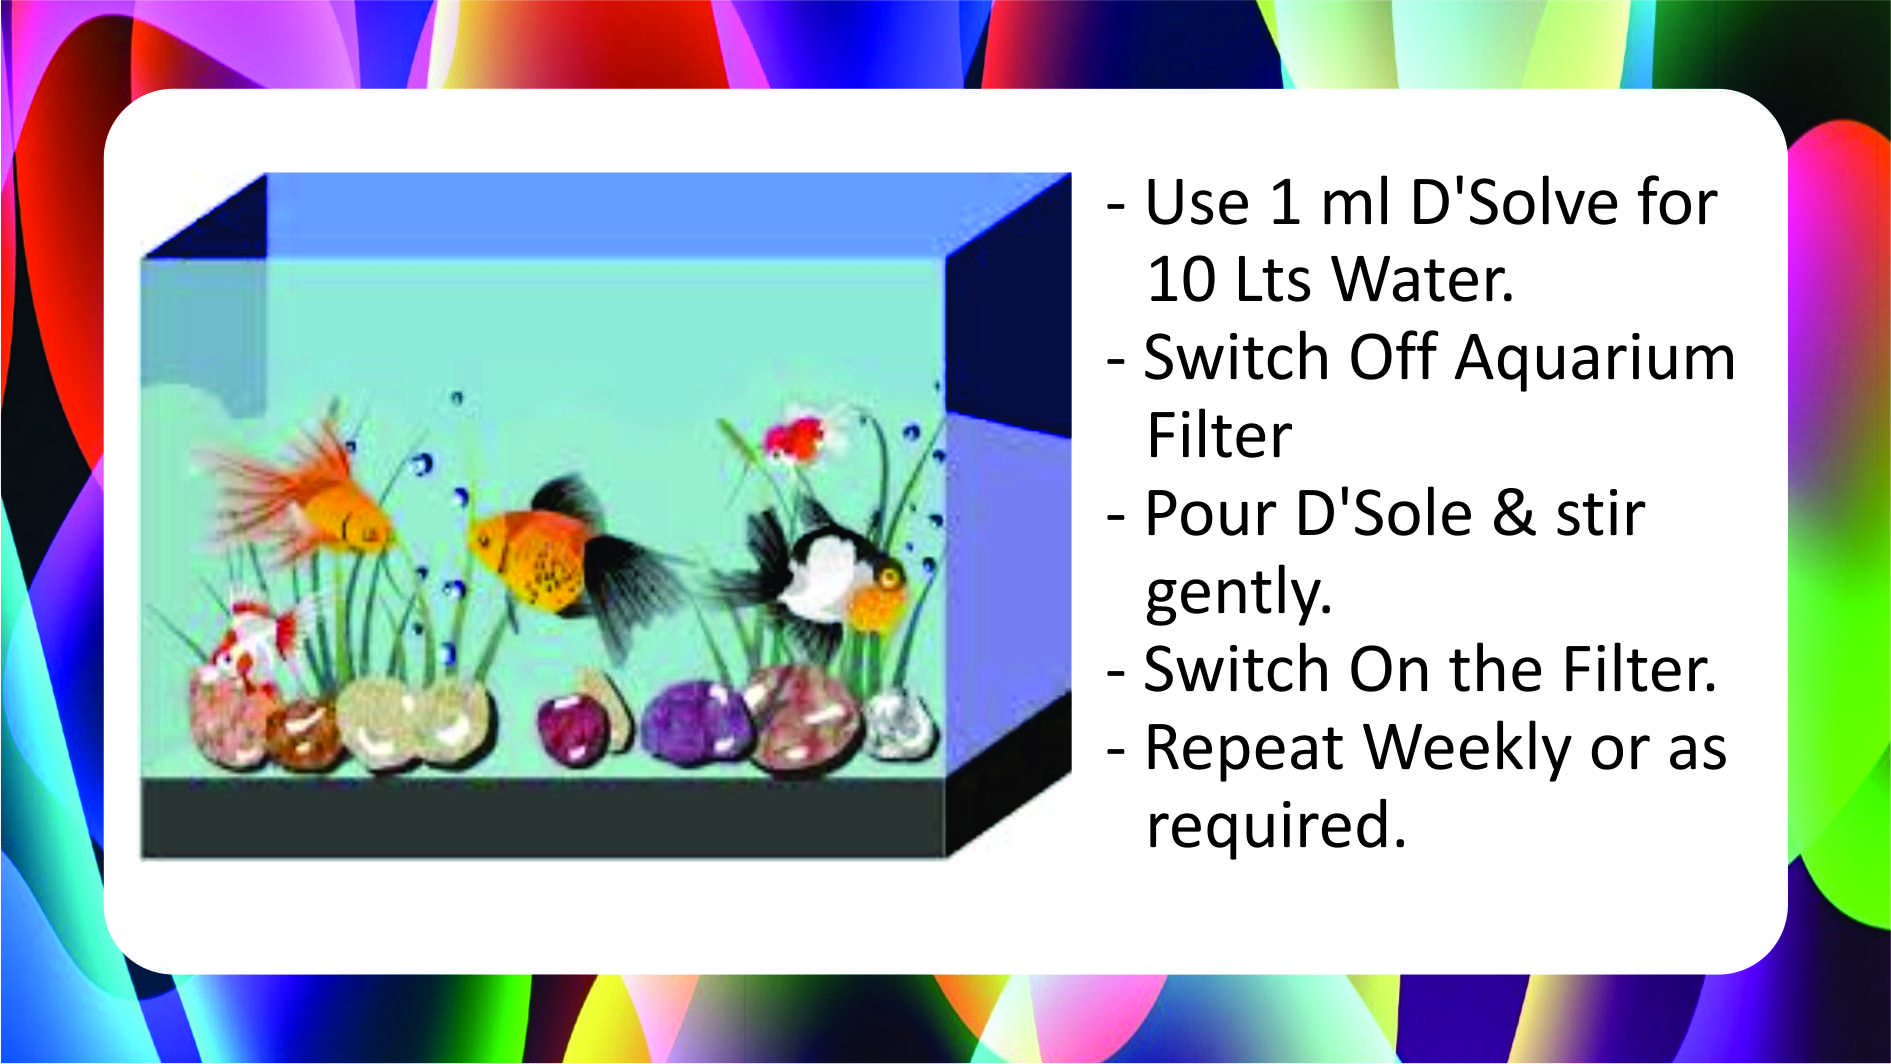 - Use 1 ml D'Solve for
10 Lts Water.
- Switch Off Aquarium
Filter
- Pour D'Sole & stir
gently.
- Switch On the Filter.
- Repeat Weekly or as
required.